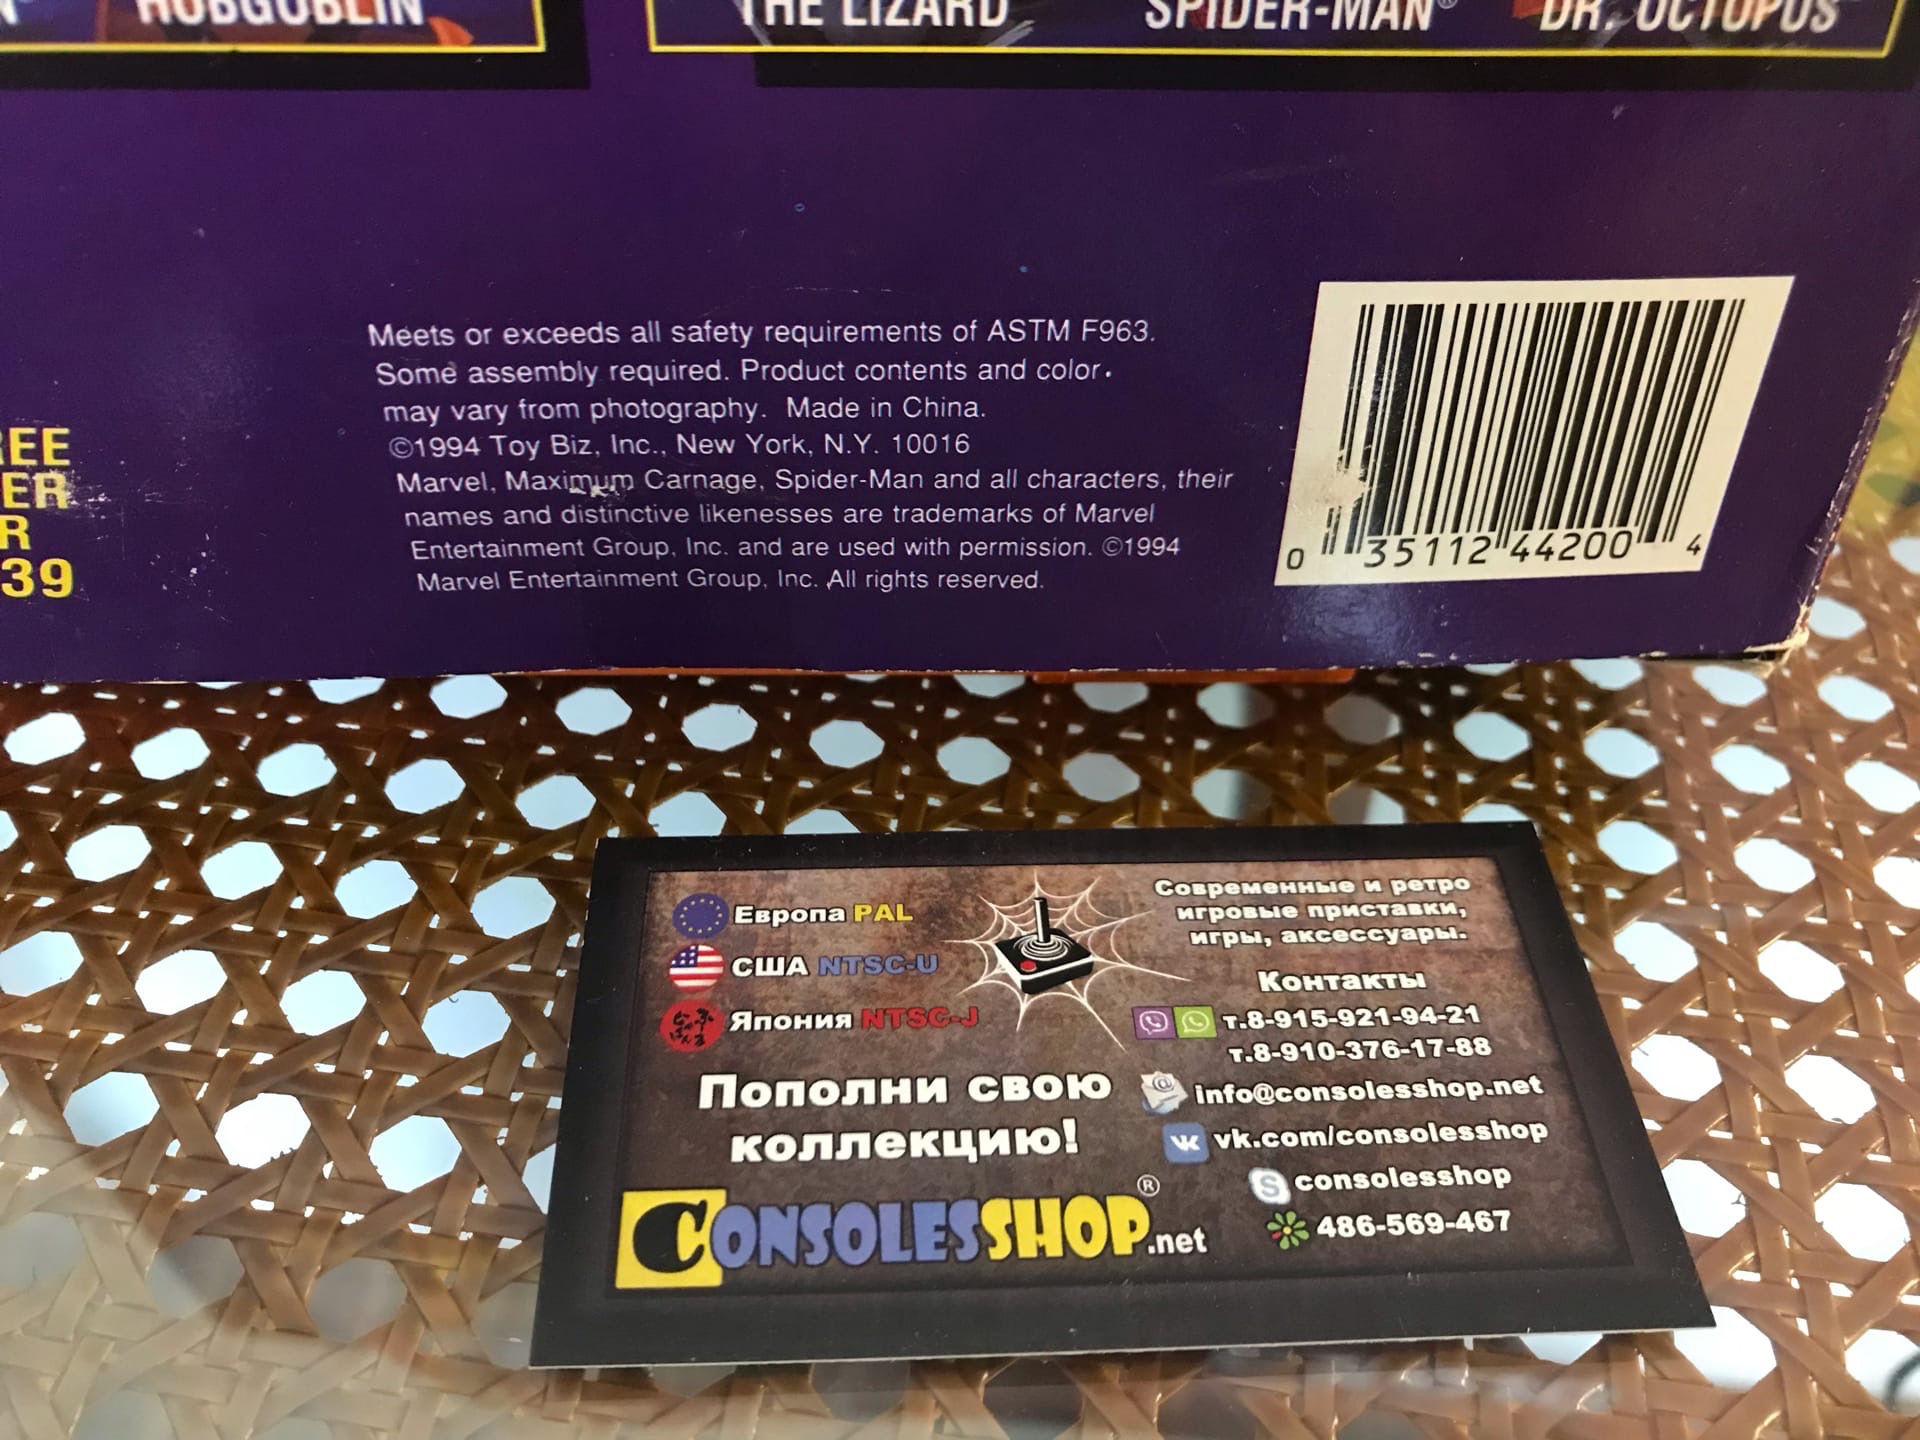 HOBGOBLIN
THE LIZARD
SPIDER-MAN®
DR. OCTOPUS
Meets or exceeds all safety requirements of ASTM F963.
Some assembly required. Product contents and color
may vary from photography. Made in China.
©1994 Toy Biz, Inc., New York, N.Y. 10016
Marvel, Maximum Carnage, Spider-Man and all characters, their
names and distinctive likenesses are trademarks of Marvel
Entertainment Group, Inc. and are used with permission. ©1994
Marvel Entertainment Group, Inc. All rights reserved.
39
0 35112 44200 4
Европа PAL
США NTSC-U
Япония NTSC-J
Пополни свою
коллекцию!
CONSOLESSHOP®.net
Современные и ретро
игровые приставки,
игры, аксессуары.
Контакты
т.8-915-921-94-21
т.8-910-376-17-88
info@consolesshop.net
vk.com/consolesshop
consolesshop
486-569-467